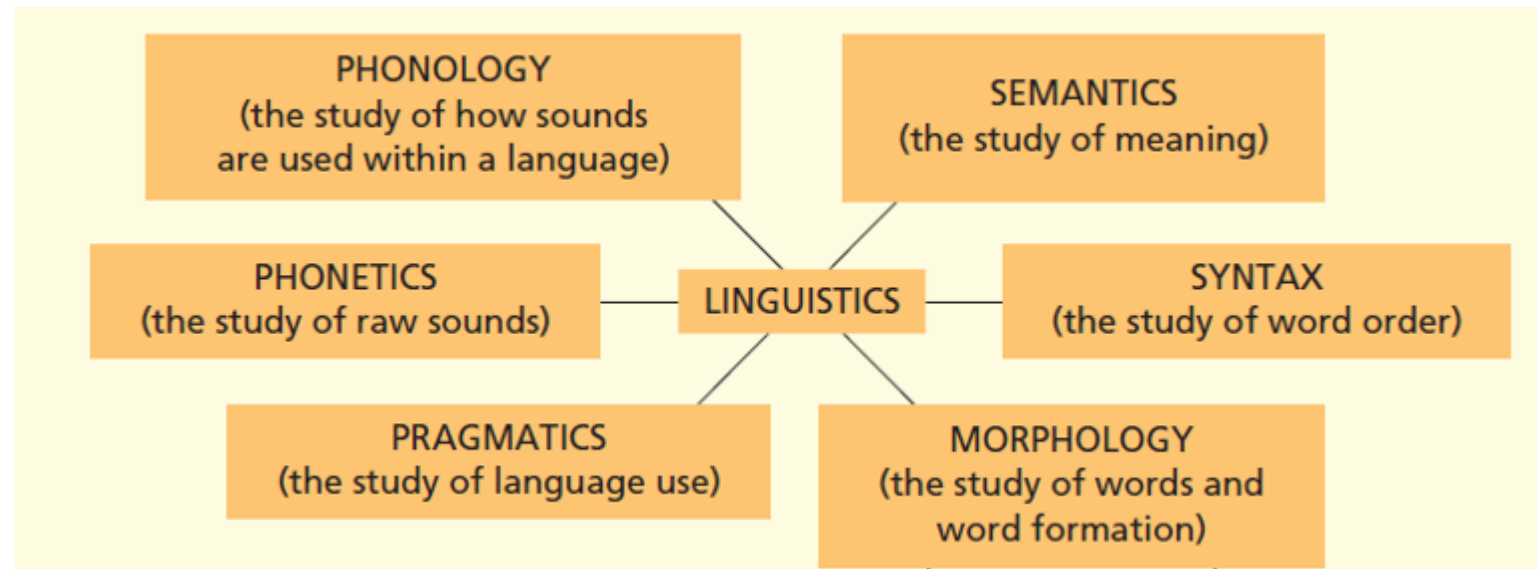 PHONOLOGY
(the study of how sounds
are used within a language)
SEMANTICS
(the study of meaning)
PHONETICS
(the study of raw sounds)
LINGUISTICS
SYNTAX
(the study of word order)
PRAGMATICS
(the study of language use)
MORPHOLOGY
(the study of words and
word formation)